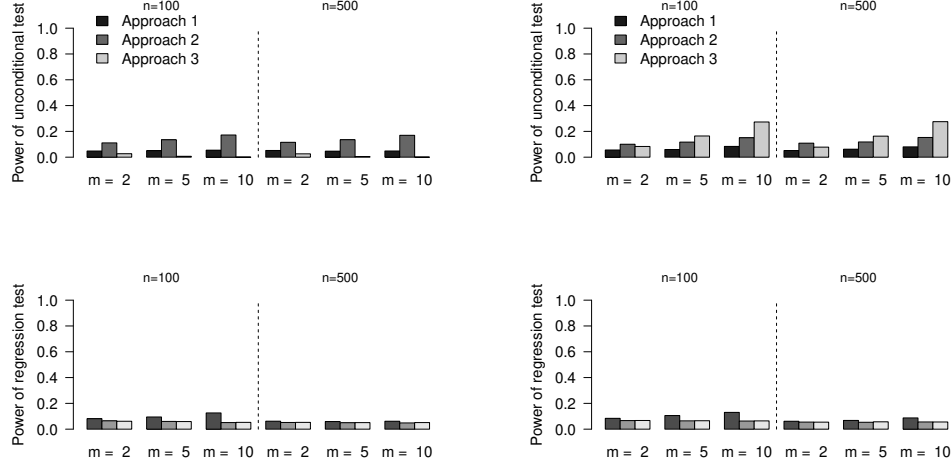 n=100
n=500
Power of unconditional test
1.0
0.8
0.6
0.4
0.2
0.0
Approach 1
Approach 2
Approach 3
m = 2
m = 5
m = 10
m = 2
m = 5
m = 10
n=100
n=500
Power of unconditional test
1.0
0.8
0.6
0.4
0.2
0.0
Approach 1
Approach 2
Approach 3
m = 2
m = 5
m = 10
m = 2
m = 5
m = 10
n=100
n=500
Power of regression test
1.0
0.8
0.6
0.4
0.2
0.0
m = 2
m = 5
m = 10
m = 2
m = 5
m = 10
n=100
n=500
Power of regression test
1.0
0.8
0.6
0.4
0.2
0.0
m = 2
m = 5
m = 10
m = 2
m = 5
m = 10